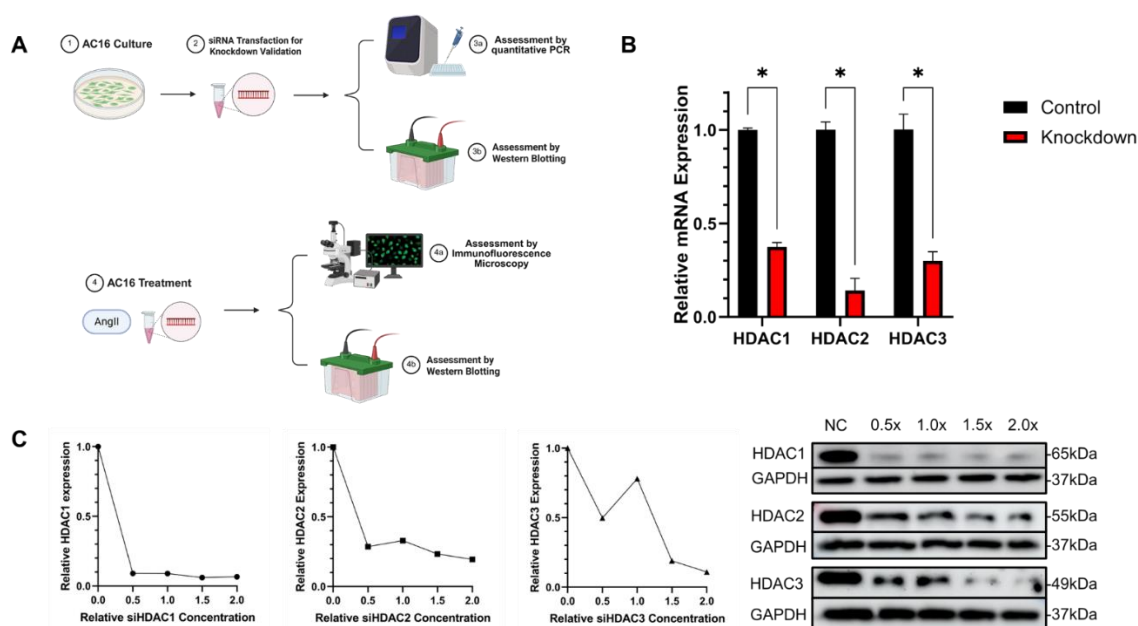 A
1 AC16 Culture
2 siRNA Transfaction for
Knockdown Validation
3a Assessment by
quantitative PCR
3b Assessment by
Western Blotting
4 AC16 Treatment
AngII
4a Assessment by
Immunofluorescence
Microscopy
4b Assessment by
Western Blotting
B
Relative mRNA Expression
1.0
0.5
0.0
* * *
HDAC1 HDAC2 HDAC3
Control
Knockdown
C
Relative HDAC1 expression
1.0
0.5
0.0
0.0 0.5 1.0 1.5 2.0
Relative siHDAC1 Concentration
Relative HDAC2 Expression
1.0
0.5
0.0
0.0 0.5 1.0 1.5 2.0
Relative siHDAC2 Concentration
Relative HDAC3 Expression
1.0
0.5
0.0
0.0 0.5 1.0 1.5 2.0
Relative siHDAC3 Concentration
NC 0.5x 1.0x 1.5x 2.0x
HDAC1 -65kDa
GAPDH -37kDa
HDAC2 -55kDa
GAPDH -37kDa
HDAC3 -49kDa
GAPDH -37kDa